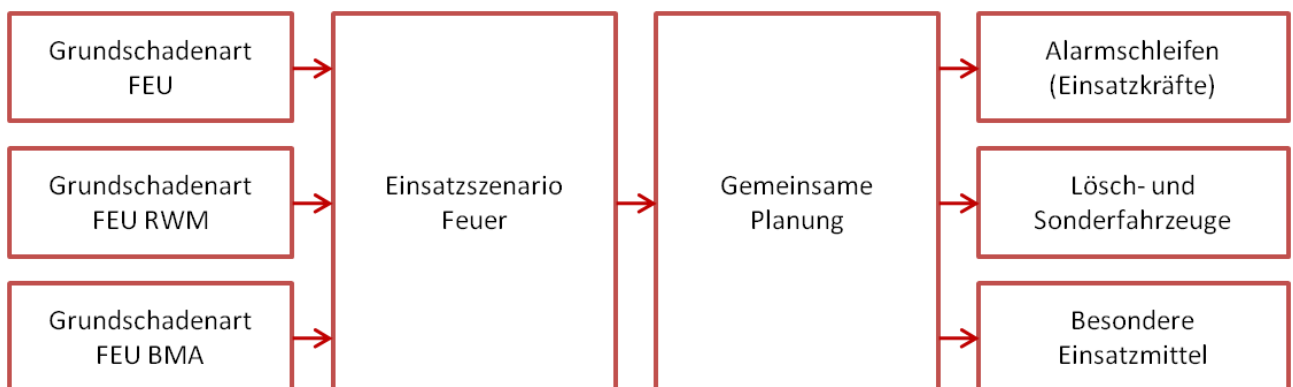 Grundschadenart
FEU
Grundschadenart
FEU RWM
Grundschadenart
FEU BMA
Einsatzszenario
Feuer
Gemeinsame
Planung
Alarmschleifen
(Einsatzkräfte)
Lösch- und
Sonderfahrzeuge
Besondere
Einsatzmittel